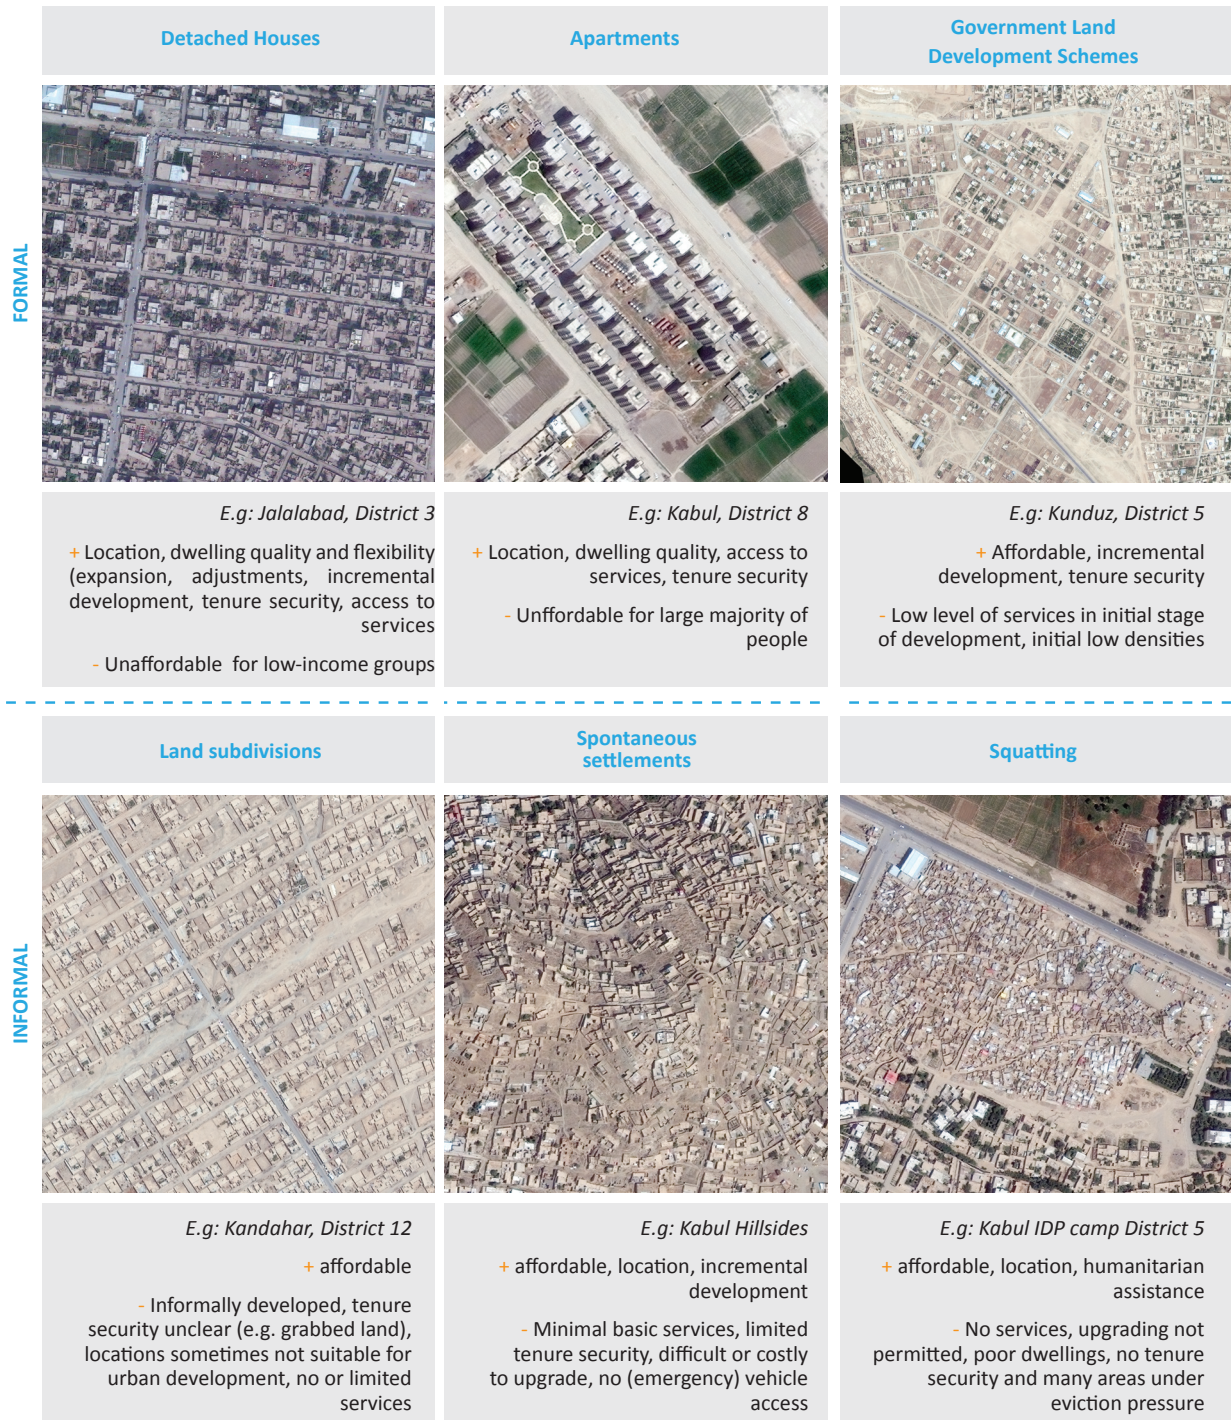 Detached Houses
Apartments
Government Land
Development Schemes
FORMAL
E.g: Jalalabad, District 3
+ Location, dwelling quality and flexibility
(expansion, adjustments, incremental
development, tenure security, access to
services
- Unaffordable for low-income groups
E.g: Kabul, District 8
+ Location, dwelling quality, access to
services, tenure security
- Unffordable for large majority of
people
E.g: Kunduz, District 5
+ Affordable, incremental
development, tenure security
- Low level of services in initial stage
of development, initial low densities
Land subdivisions
Spontaneous
settlements
Squatting
INFORMAL
E.g: Kandahar, District 12
+ affordable
- Informally developed, tenure
security unclear (e.g. grabbed land),
locations sometimes not suitable for
urban development, no or limited
services
E.g: Kabul Hillsides
+ affordable, location, incremental
development
- Minimal basic services, limited
tenure security, difficult or costly
to upgrade, no (emergency) vehicle
access
E.g: Kabul IDP camp District 5
+ affordable, location, humanitarian
assistance
- No services, upgrading not
permitted, poor dwellings, no tenure
security and many areas under
eviction pressure